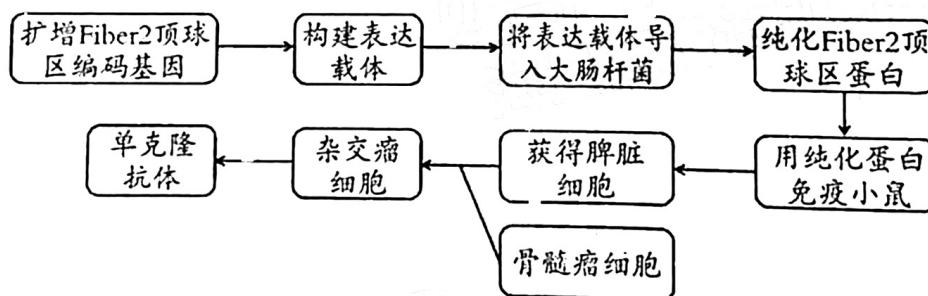 扩增Fiber2顶球
区编码基因
构建表达
载体
将表达载体导
入大肠杆菌
纯化Fiber2顶
球区蛋白
用纯化蛋白
免疫小鼠
获得脾脏
细胞
骨髓瘤细胞
杂交瘤
细胞
单克隆
抗体